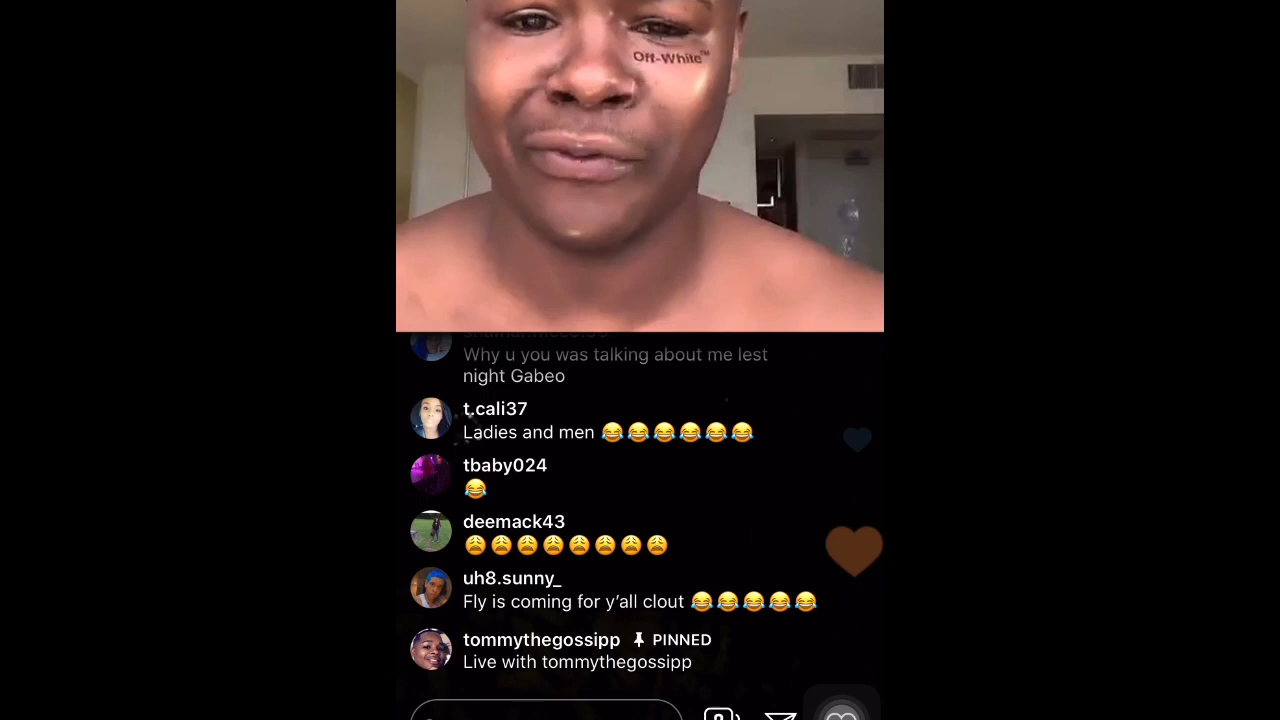 Off-White™
Why u you was talking about me lest
night Gabeo
t.cali37
Ladies and men 😂😂😂😂😂😂
tbaby024
😂
deemack43
😩😩😩😩😩😩😩😩
uh8.sunny_
Fly is coming for y’all clout 😂😂😂😂😂
tommythegossipp PINNED
Live with tommythegossipp